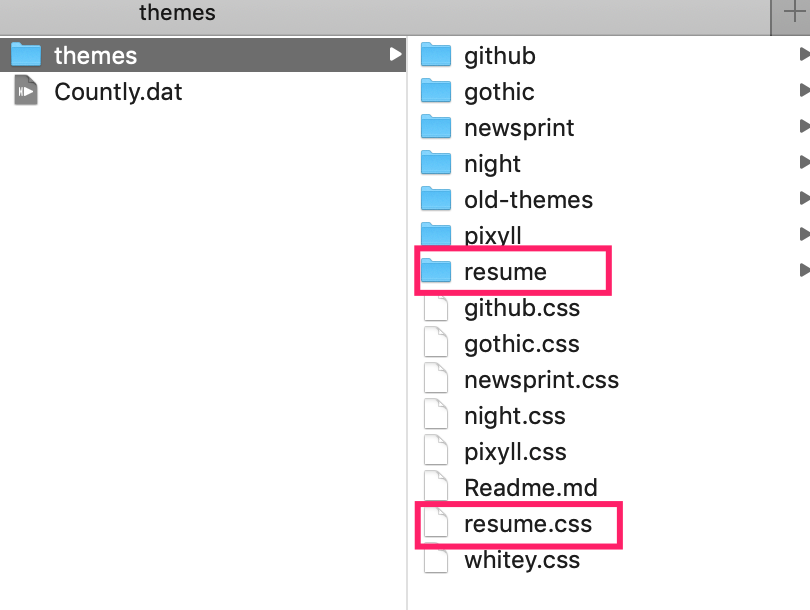 themes
themes
Countly.dat
github
gothic
newsprint
night
old-themes
pixyll
resume
github.css
gothic.css
newsprint.css
night.css
pixyll.css
Readme.md
resume.css
whitey.css